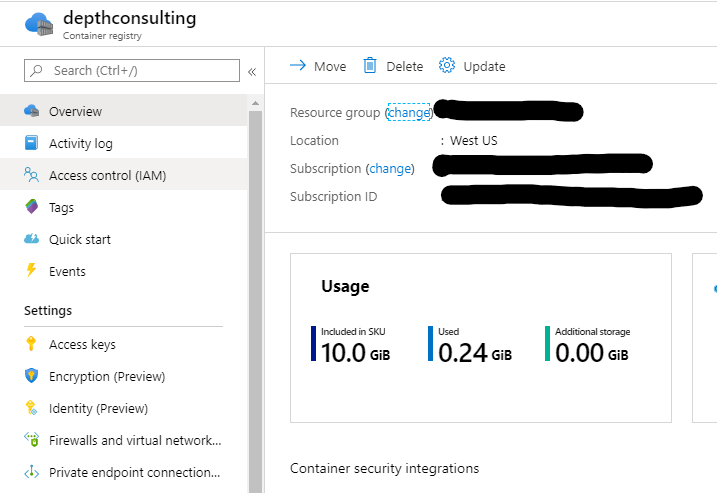 depthconsulting
Container registry
Search (Ctrl+/)
«
Overview
Activity log
Access control (IAM)
Tags
Quick start
Events
Settings
Access keys
Encryption (Preview)
Identity (Preview)
Firewalls and virtual network...
Private endpoint connection...
Move Delete Update
Resource group (change)
Location : West US
Subscription (change)
Subscription ID
Usage
Included in SKU
10.0 GiB
Used
0.24 GiB
Additional storage
0.00 GiB
Container security integrations